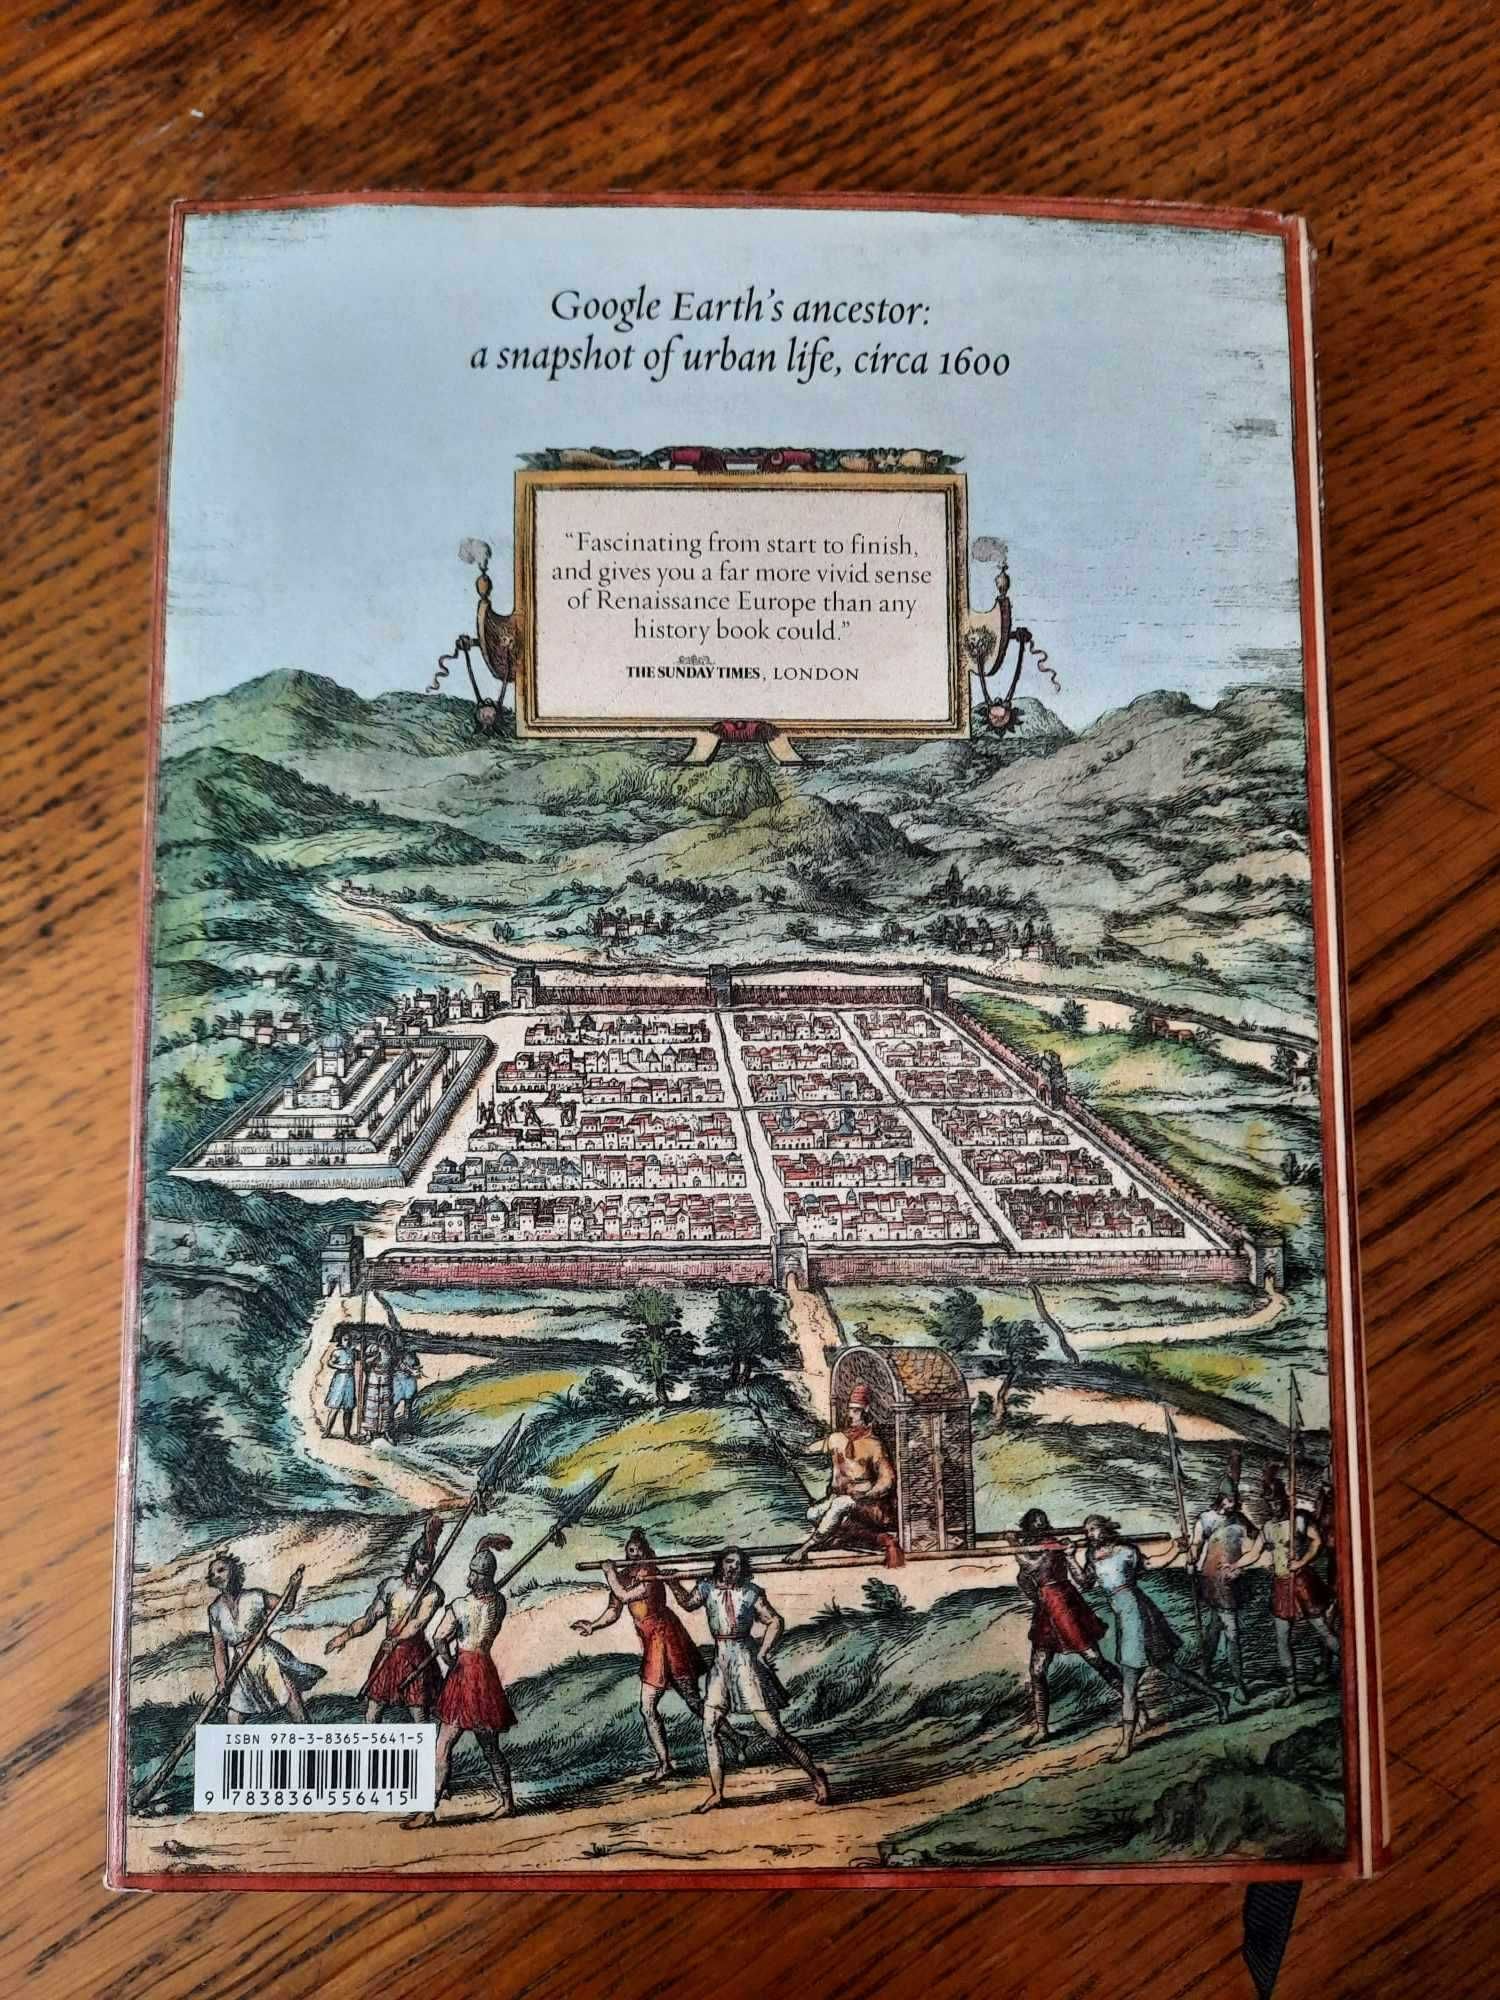 Google Earth's ancestor:
a snapshot of urban life, circa 1600
“Fascinating from start to finish,
and gives you a far more vivid sense
of Renaissance Europe than any
history book could.”
THE SUNDAY TIMES, LONDON
ISBN 978-3-8365-5641-5
9 783836 556415